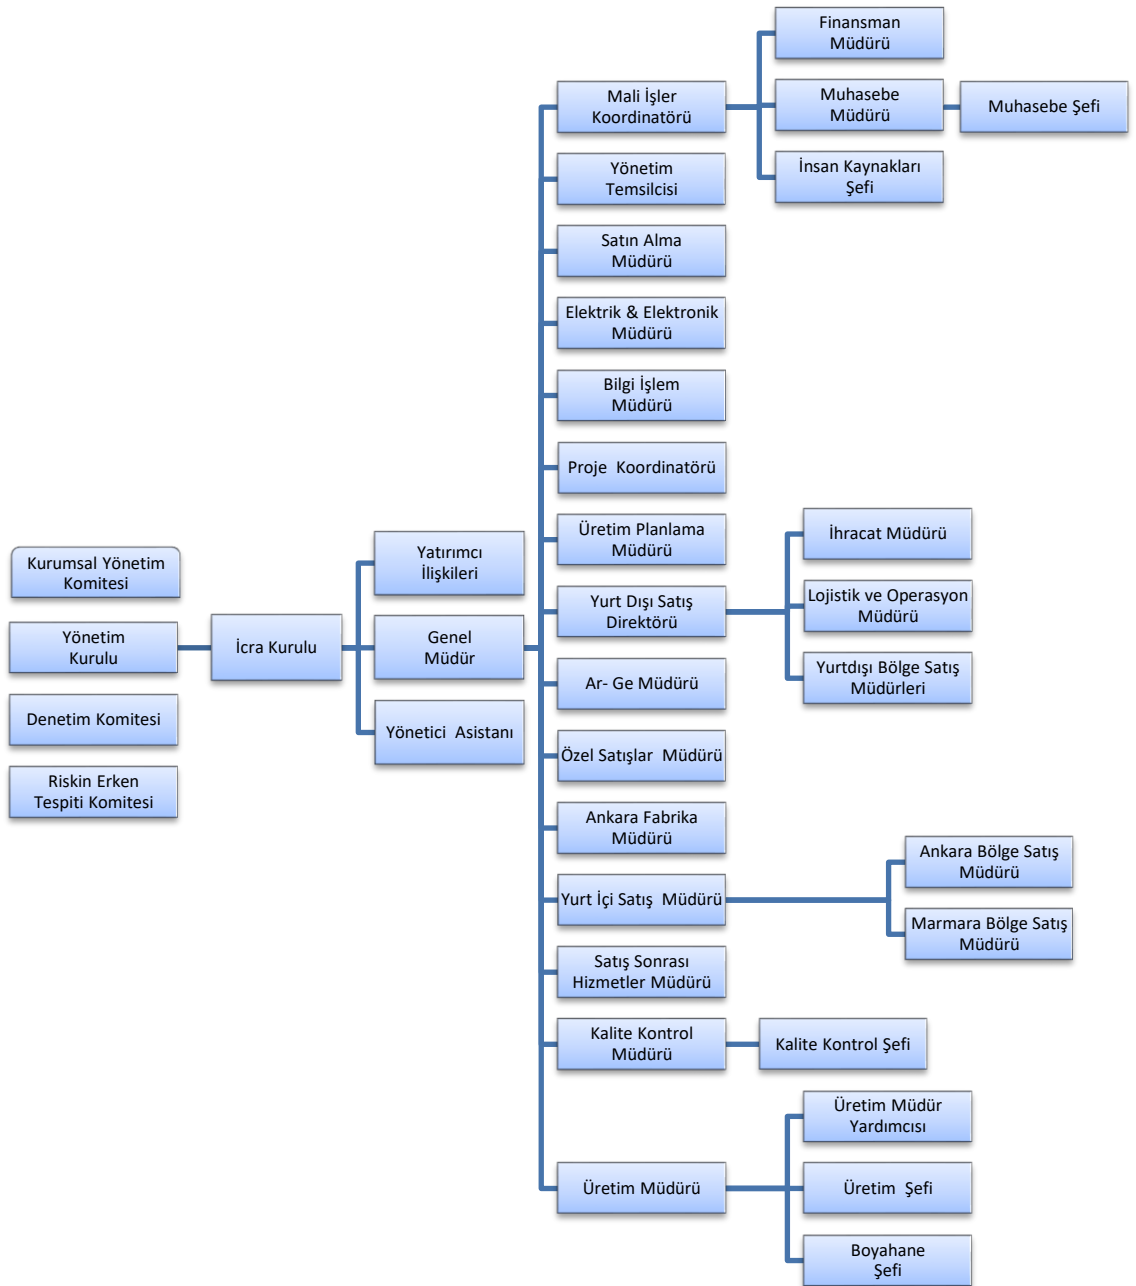 Finansman
Müdürü
Mali İşler
Koordinatörü
Muhasebe
Müdürü
Muhasebe Şefi
Yönetim
Temsilcisi
İnsan Kaynakları
Şefi
Satın Alma
Müdürü
Elektrik & Elektronik
Müdürü
Bilgi İşlem
Müdürü
Proje Koordinatörü
Üretim Planlama
Müdürü
İhracat Müdürü
Kurumsal Yönetim
Komitesi
Yatırımcı
İlişkileri
Yurt Dışı Satış
Direktörü
Lojistik ve Operasyon
Müdürü
Yönetim
Kurulu
İcra Kurulu
Genel
Müdür
Yurtdışı Bölge Satış
Müdürleri
Ar- Ge Müdürü
Denetim Komitesi
Yönetici Asistanı
Özel Satışlar Müdürü
Riskin Erken
Tespiti Komitesi
Ankara Fabrika
Müdürü
Ankara Bölge Satış
Müdürü
Yurt İçi Satış Müdürü
Marmara Bölge Satış
Müdürü
Satış Sonrası
Hizmetler Müdürü
Kalite Kontrol
Müdürü
Kalite Kontrol Şefi
Üretim Müdür
Yardımcısı
Üretim Müdürü
Üretim Şefi
Boyahane
Şefi